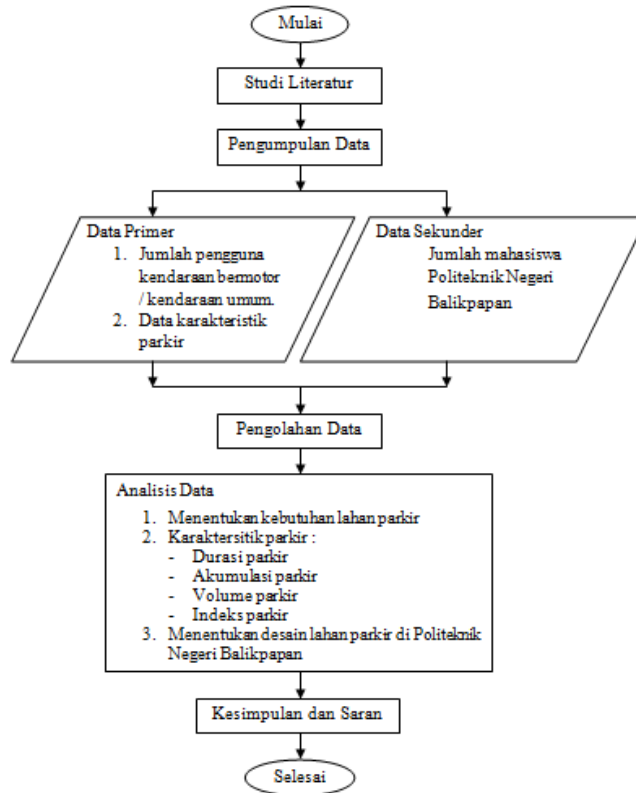 Mulai
Studi Literatur
Pengumpulan Data
Data Primer
1. Jumlah pengguna
kendaraan bermotor
/ kendaraan umum.
2. Data karakteristik
parkir
Data Sekunder
Jumlah mahasiswa
Politeknik Negeri
Balikpapan
Pengolahan Data
Analisis Data
1. Menentukan kebutuhan lahan parkir
2. Karaktersitik parkir :
- Durasi parkir
- Akumulasi parkir
- Volume parkir
- Indeks parkir
3. Menentukan desain lahan parkir di Politeknik
Negeri Balikpapan
Kesimpulan dan Saran
Selesai